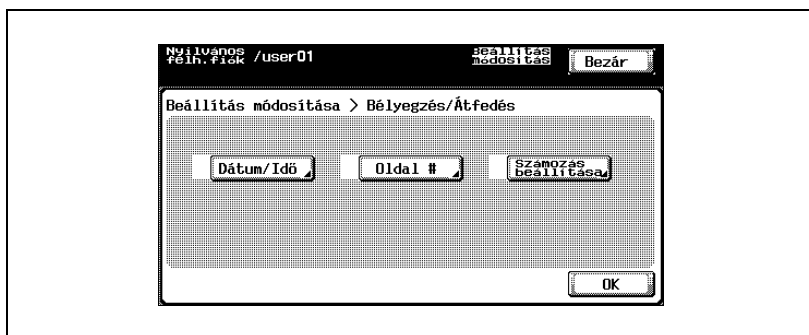 Nyilvános
felh.fiók /user01
Beállítás
módosítás
Bezár
Beállítás módosítása > Bélyegzés/Átfedés
Dátum/Idő
Oldal #
Számozás
beállítása
OK